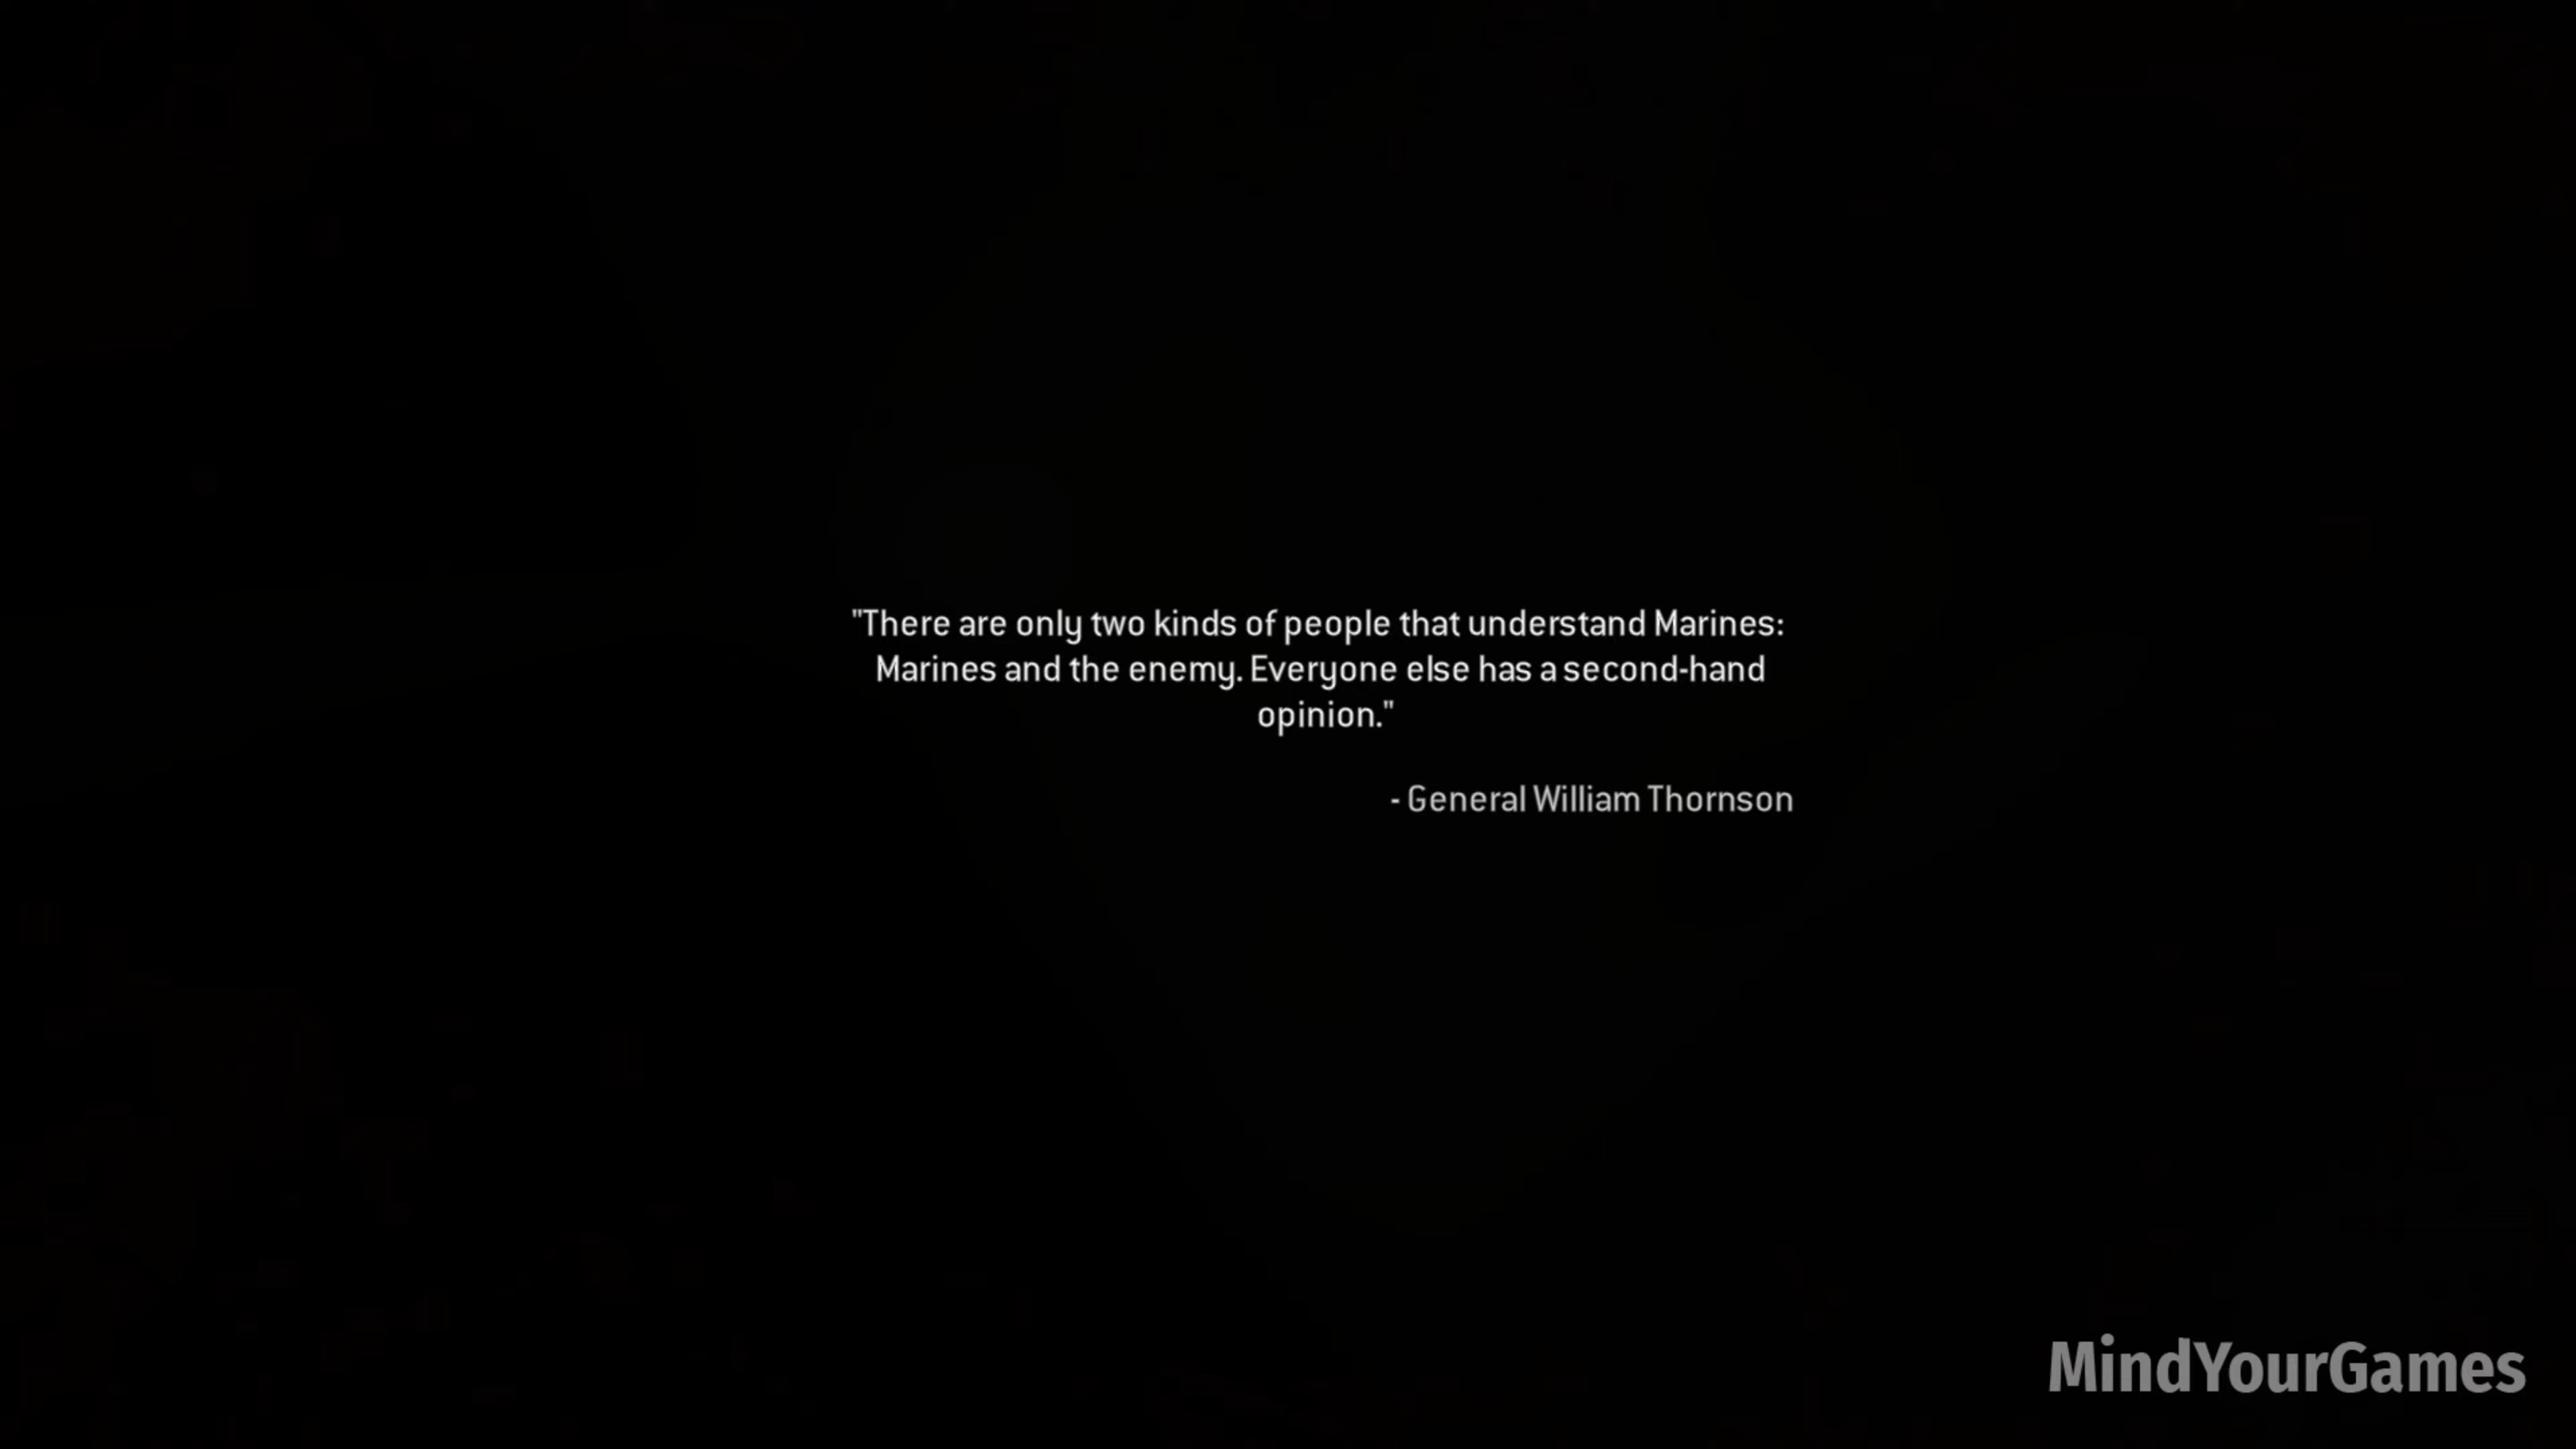 "There are only two kinds of people that understand Marines:
Marines and the enemy. Everyone else has a second-hand
opinion."
- General William Thornson
MindYourGames